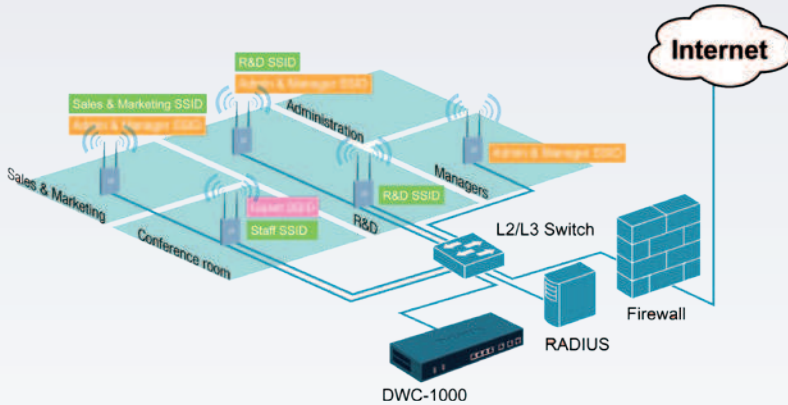 Internet
R&D SSID
Admin & Manager SSID
Sales & Marketing SSID
Admin & Manager SSID
Administration
Admin & Manager SSID
Managers
Sales & Marketing
R&D SSID
R&D
SSID
Staff SSID
Conference room
L2/L3 Switch
Firewall
RADIUS
DWC-1000